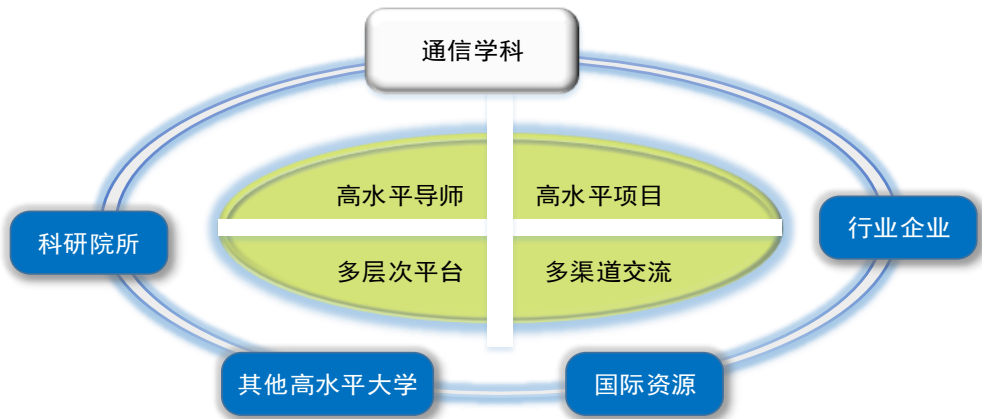 通信学科
高水平导师
高水平项目
科研院所
行业企业
多层次平台
多渠道交流
其他高水平大学
国际资源